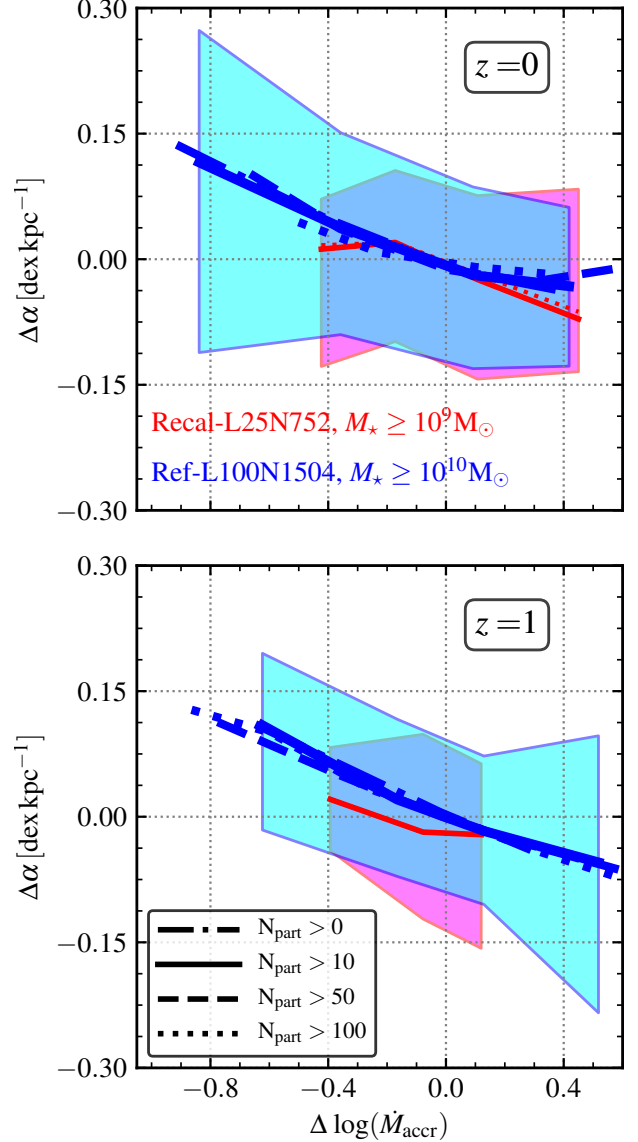 0.30
z =0
0.15
0.00
Δα [dex kpc⁻¹]
−0.15
Recal-L25N752, M⋆ ≥ 10⁹M⊙
Ref-L100N1504, M⋆ ≥ 10¹⁰M⊙
−0.30
0.30
z =1
0.15
0.00
Δα [dex kpc⁻¹]
−0.15
N_part > 0
N_part > 10
N_part > 50
N_part > 100
−0.30
−0.8 −0.4 0.0 0.4
Δ log(Ṁ_accr)